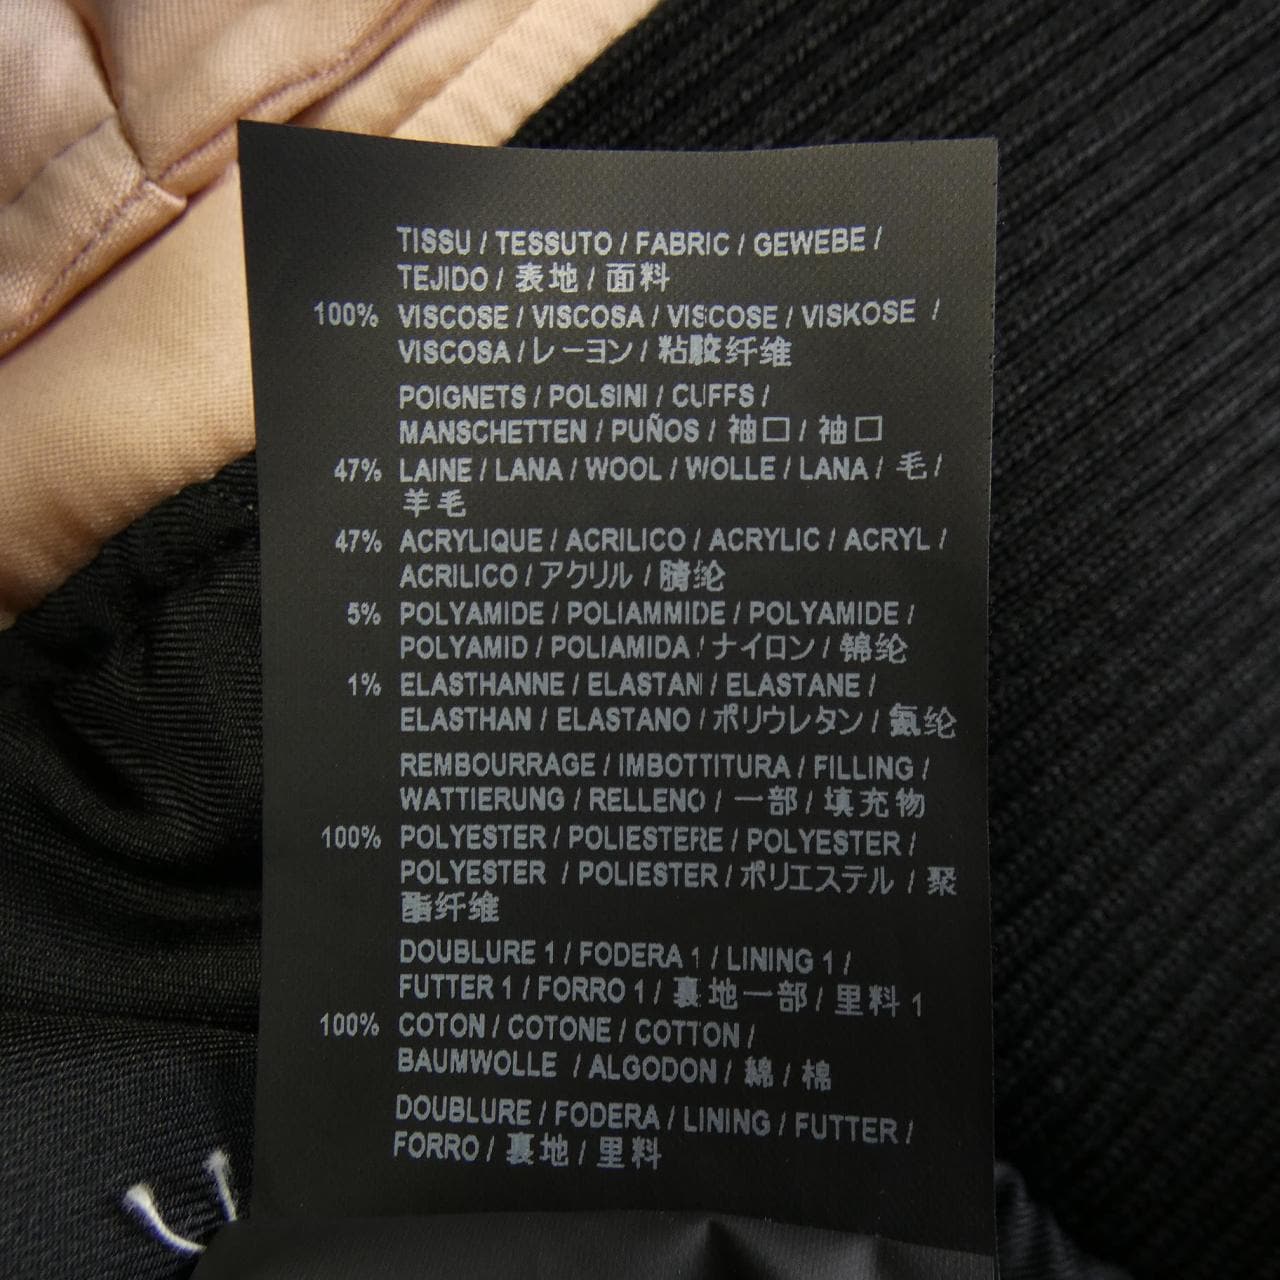 TISSU / TESSUTO / FABRIC / GEWEBE /
TEJIDO / 表地 / 面料
100% VISCOSE / VISCOSA / VISCOSE / VISKOSE /
VISCOSA / レーヨン / 粘胶纤维
POIGNETS / POLSINI / CUFFS /
MANSCHETTEN / PUÑOS / 袖口 / 袖口
47% LAINE / LANA / WOOL / WOLLE / LANA / 毛 /
羊毛
47% ACRYLIQUE / ACRILICO / ACRYLIC / ACRYL /
ACRILICO / アクリル / 腈纶
5% POLYAMIDE / POLIAMMIDE / POLYAMIDE /
POLYAMID / POLIAMIDA / ナイロン / 锦纶
1% ELASTHANNE / ELASTAN / ELASTANE /
ELASTHAN / ELASTANO / ポリウレタン / 氨纶
REMBOURRAGE / IMBOTTITURA / FILLING /
WATTIERUNG / RELLENO / 一部 / 填充物
100% POLYESTER / POLIESTERE / POLYESTER /
POLYESTER / POLIESTER / ポリエステル / 聚
酯纤维
DOUBLURE 1 / FODERA 1 / LINING 1 /
FUTTER 1 / FORRO 1 / 裏地一部 / 里料 1
100% COTON / COTONE / COTTON /
BAUMWOLLE / ALGODON / 綿 / 棉
DOUBLURE / FODERA / LINING / FUTTER /
FORRO / 裏地 / 里料